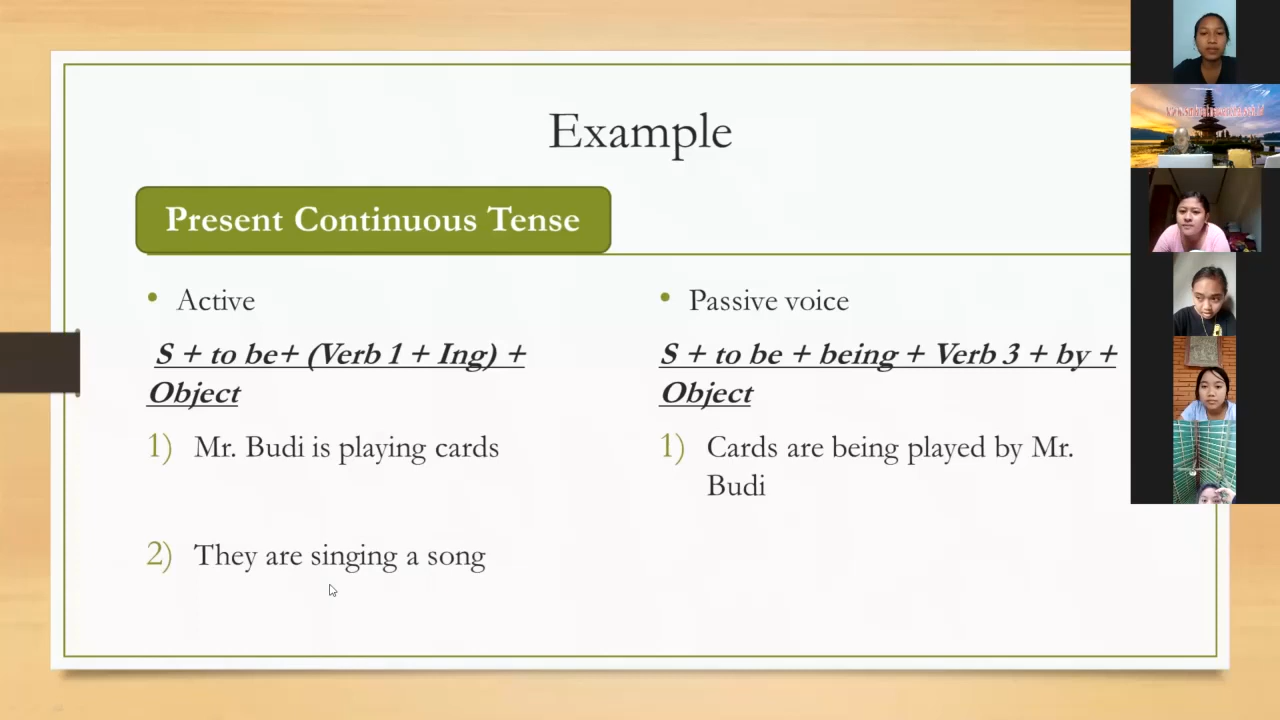 Example
Present Continuous Tense
• Active
S + to be+ (Verb 1 + Ing) +
Object
1) Mr. Budi is playing cards
2) They are singing a song
• Passive voice
S + to be + being + Verb 3 + by +
Object
1) Cards are being played by Mr.
Budi